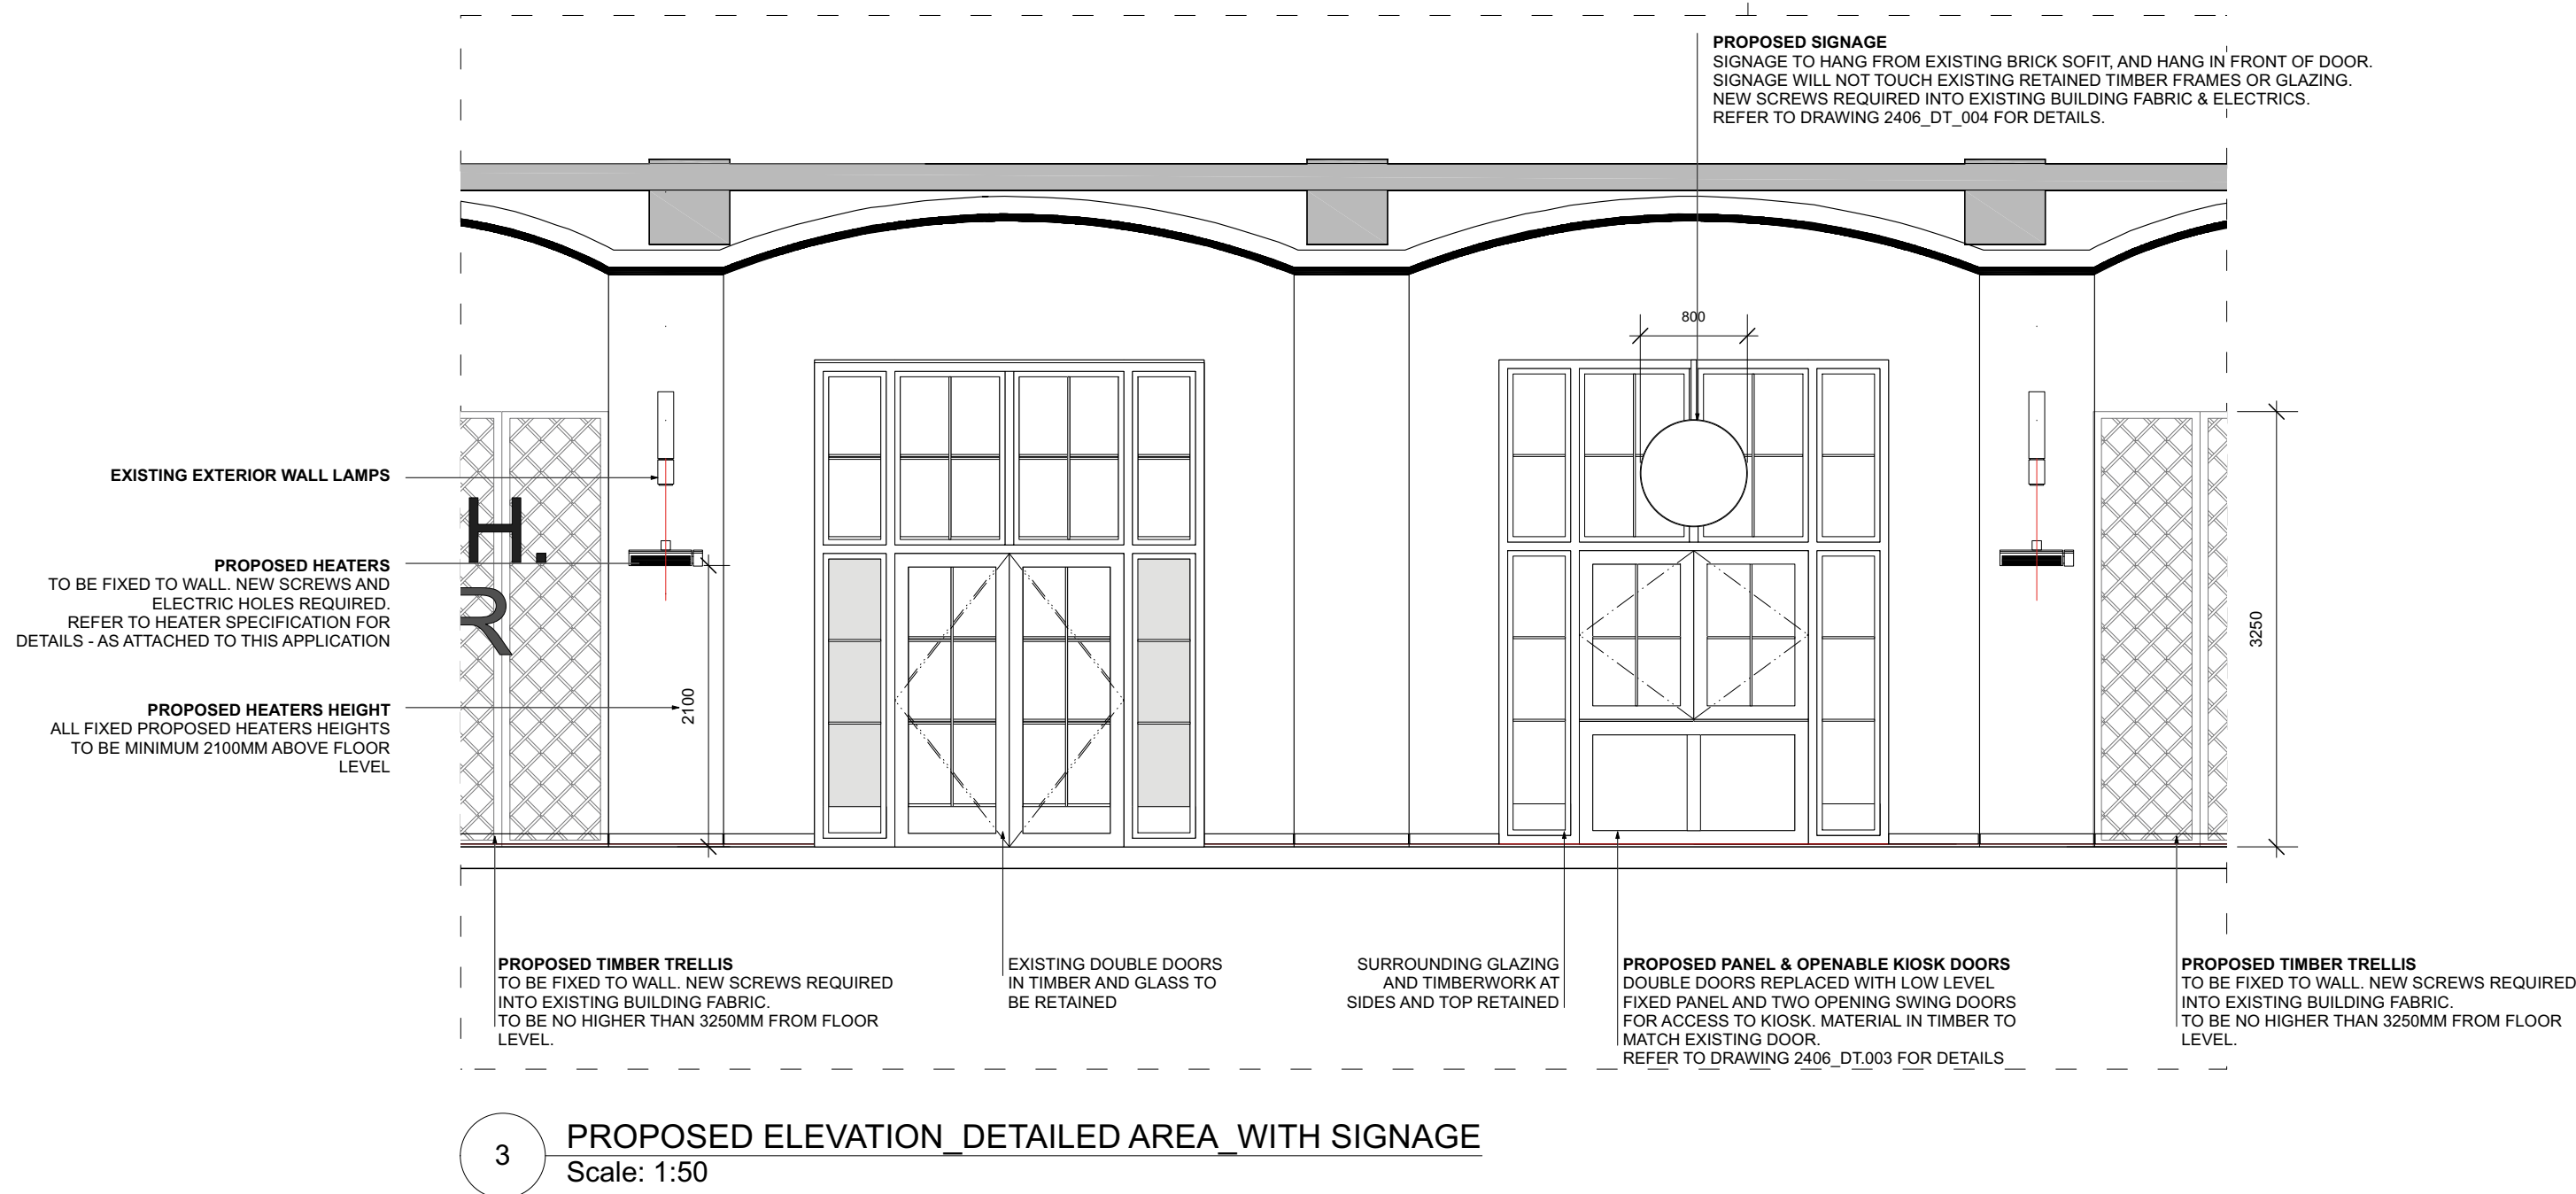 PROPOSED SIGNAGE
SIGNAGE TO HANG FROM EXISTING BRICK SOFIT, AND HANG IN FRONT OF DOOR.
SIGNAGE WILL NOT TOUCH EXISTING RETAINED TIMBER FRAMES OR GLAZING.
NEW SCREWS REQUIRED INTO EXISTING BUILDING FABRIC & ELECTRICS.
REFER TO DRAWING 2406_DT_004 FOR DETAILS.
800
EXISTING EXTERIOR WALL LAMPS
H.
R
PROPOSED HEATERS
TO BE FIXED TO WALL. NEW SCREWS AND
ELECTRIC HOLES REQUIRED.
REFER TO HEATER SPECIFICATION FOR
DETAILS - AS ATTACHED TO THIS APPLICATION
PROPOSED HEATERS HEIGHT
ALL FIXED PROPOSED HEATERS HEIGHTS
TO BE MINIMUM 2100MM ABOVE FLOOR
LEVEL
2100
3250
PROPOSED TIMBER TRELLIS
TO BE FIXED TO WALL. NEW SCREWS REQUIRED
INTO EXISTING BUILDING FABRIC.
TO BE NO HIGHER THAN 3250MM FROM FLOOR
LEVEL.
EXISTING DOUBLE DOORS
IN TIMBER AND GLASS TO
BE RETAINED
SURROUNDING GLAZING
AND TIMBERWORK AT
SIDES AND TOP RETAINED
PROPOSED PANEL & OPENABLE KIOSK DOORS
DOUBLE DOORS REPLACED WITH LOW LEVEL
FIXED PANEL AND TWO OPENING SWING DOORS
FOR ACCESS TO KIOSK. MATERIAL IN TIMBER TO
MATCH EXISTING DOOR.
REFER TO DRAWING 2406_DT.003 FOR DETAILS
PROPOSED TIMBER TRELLIS
TO BE FIXED TO WALL. NEW SCREWS REQUIRED
INTO EXISTING BUILDING FABRIC.
TO BE NO HIGHER THAN 3250MM FROM FLOOR
LEVEL.
3
PROPOSED ELEVATION_DETAILED AREA_WITH SIGNAGE
Scale: 1:50